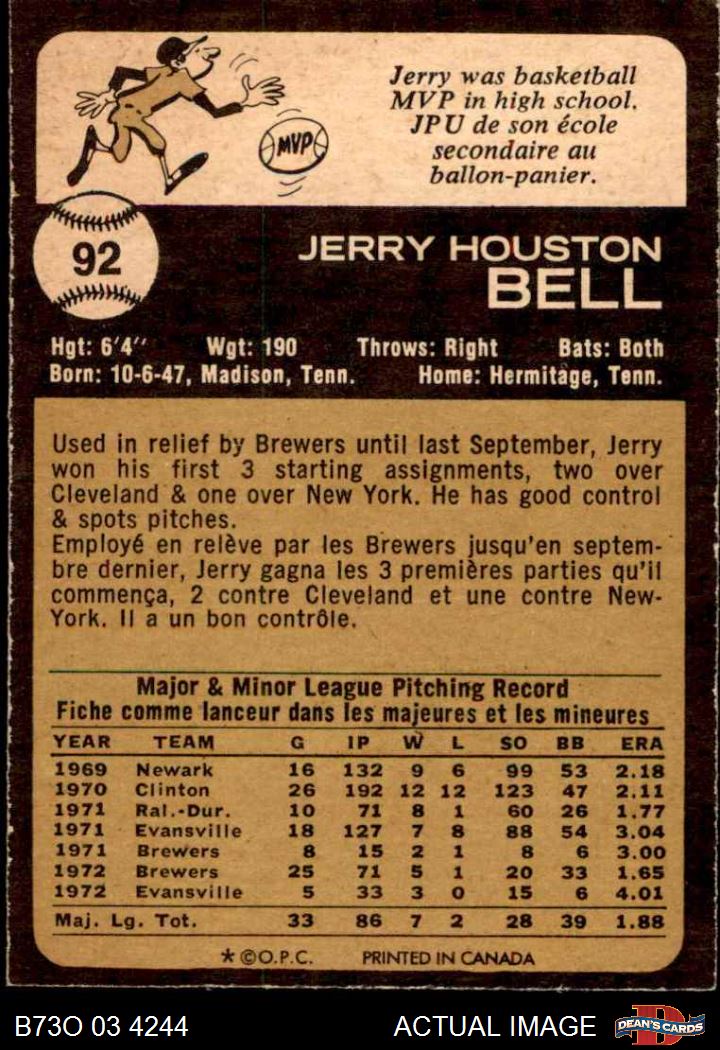 Jerry was basketball
MVP in high school.
JPU de son école
secondaire au
ballon-panier.
MVP
92
JERRY HOUSTON
BELL
Hgt: 6'4" Wgt: 190 Throws: Right Bats: Both
Born: 10-6-47, Madison, Tenn. Home: Hermitage, Tenn.
Used in relief by Brewers until last September, Jerry
won his first 3 starting assignments, two over
Cleveland & one over New York. He has good control
& spots pitches.
Employé en relève par les Brewers jusqu'en septem-
bre dernier, Jerry gagna les 3 premières parties qu'il
commença, 2 contre Cleveland et une contre New-
York. Il a un bon contrôle.
Major & Minor League Pitching Record
Fiche comme lanceur dans les majeures et les mineures
YEAR TEAM G IP W L SO BB ERA
1969 Newark 16 132 9 6 99 53 2.18
1970 Clinton 26 192 12 12 123 47 2.11
1971 Ral.-Dur. 10 71 8 1 60 26 1.77
1971 Evansville 18 127 7 8 88 54 3.04
1971 Brewers 8 15 2 1 8 6 3.00
1972 Brewers 25 71 5 1 20 33 1.65
1972 Evansville 5 33 3 0 15 6 4.01
Maj. Lg. Tot. 33 86 7 2 28 39 1.88
* ©O.P.C. PRINTED IN CANADA
B73O 03 4244 ACTUAL IMAGE D DEAN'S CARDS